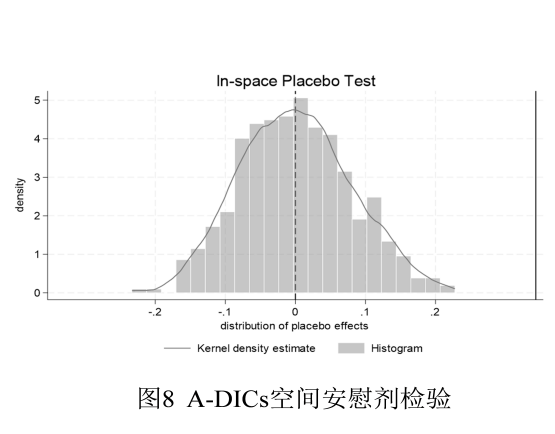 In-space Placebo Test
5
4
3
2
1
0
density
-.2
-.1
0
.1
.2
distribution of placebo effects
Kernel density estimate
Histogram
图8 A-DICs空间安慰剂检验